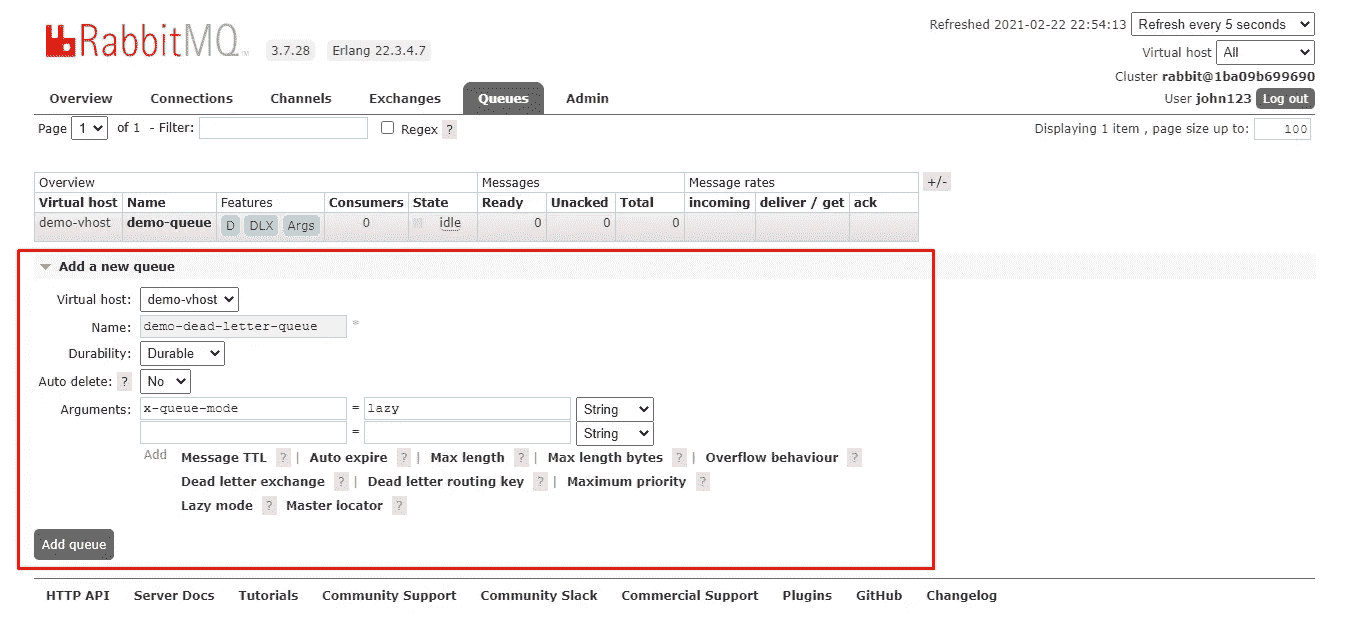 RabbitMQ TM 3.7.28 Erlang 22.3.4.7
Refreshed 2021-02-22 22:54:13 Refresh every 5 seconds
Virtual host All
Cluster rabbit@1ba09b699690
User john123 Log out
Overview Connections Channels Exchanges Queues Admin
Page 1 of 1 - Filter: Regex ? Displaying 1 item , page size up to: 100
Overview Messages Message rates +/-
Virtual host Name Features Consumers State Ready Unacked Total incoming deliver / get ack
demo-vhost demo-queue D DLX Args 0 idle 0 0 0
Add a new queue
Virtual host: demo-vhost
Name: demo-dead-letter-queue *
Durability: Durable
Auto delete: ? No
Arguments: x-queue-mode = lazy String
= String
Add Message TTL ? | Auto expire ? | Max length ? | Max length bytes ? | Overflow behaviour ?
Dead letter exchange ? | Dead letter routing key ? | Maximum priority ?
Lazy mode ? Master locator ?
Add queue
HTTP API Server Docs Tutorials Community Support Community Slack Commercial Support Plugins GitHub Changelog